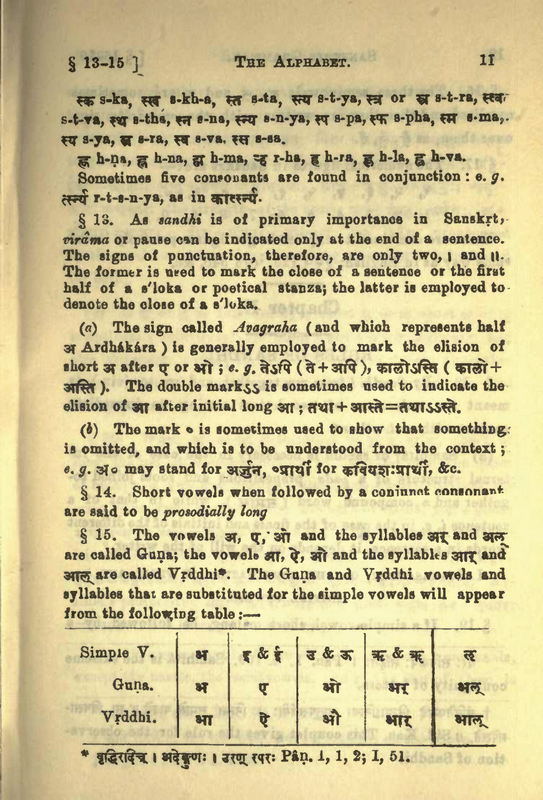 § 13-15 ] THE ALPHABET. 11
स्क s-ka, स्ख s-kh-a, स्त s-ta, स्त्य s-t-ya, स्त्र or स्त्र s-t-ra, स्त्व
s-t-va, स्थ s-tha, स्न s-na, स्न्य s-n-ya, स्प s-pa, स्फ s-pha, स्म s-ma,
स्य s-ya, स्र s-ra, स्व s-va, स्स s-sa.
ह्ण h-ṇa, ह्न h-na, ह्म h-ma, र्‍ह r-ha, ह्र h-ra, ह्ल h-la, ह्व h-va.
Sometimes five consonants are found in conjunction : e. g.
र्त्स्न्य r-t-s-n-ya, as in कार्त्स्न्य.
§ 13. As sandhi is of primary importance in Sanskṛt,
virâma or pause can be indicated only at the end of a sentence.
The signs of punctuation, therefore, are only two, । and ॥.
The former is used to mark the close of a sentence or the first
half of a s'loka or poetical stanza; the latter is employed to
denote the close of a s'loka.
(a) The sign called Avagraha (and which represents half
अ Ardhákára ) is generally employed to mark the elision of
short अ after ए or ओ ; e. g. तेऽपि ( ते + अपि ), कालोऽस्ति ( कालो +
अस्ति ). The double mark ऽऽ is sometimes used to indicate the
elision of आ after initial long आ ; तथा + आस्ते = तथाऽऽस्ते.
(b) The mark ० is sometimes used to show that something
is omitted, and which is to be understood from the context ;
e. g. अ० may stand for अर्जुन, ०प्रार्थी for कवियशःप्रार्थी, &c.
§ 14. Short vowels when followed by a conjunct consonant
are said to be prosodially long
§ 15. The vowels अ, ए, ओ and the syllables अर् and अल्
are called Guṇa; the vowels आ, ऐ, औ and the syllables आर् and
आल् are called Vṛddhi*. The Guṇa and Vṛddhi vowels and
syllables that are substituted for the simple vowels will appear
from the following table :—
Simple V. अ इ & ई उ & ऊ ऋ & ॠ ऌ
Guṇa. अ ए ओ अर् अल्
Vṛddhi. आ ऐ औ आर् आल्
* वृद्धिरादैच् । अदेङ्गुणः । उरण् रपरः Pâṇ. 1, 1, 2; I, 51.